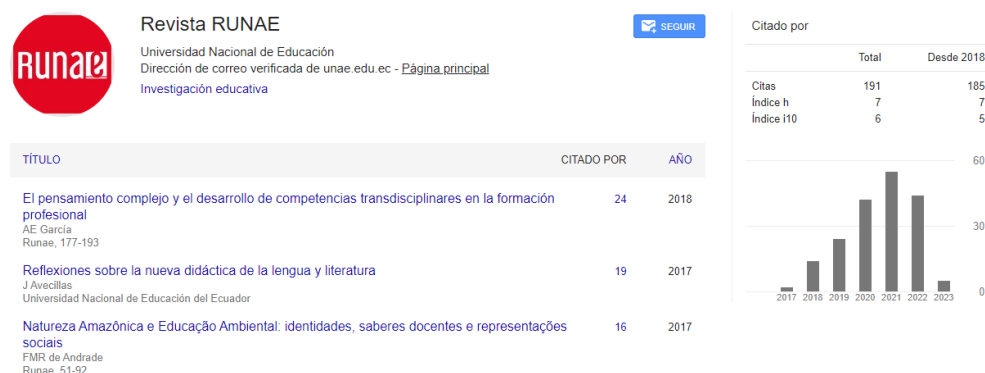 Runae
Revista RUNAE
SEGUIR
Universidad Nacional de Educación
Dirección de correo verificada de unae.edu.ec - Página principal
Investigación educativa
TÍTULO CITADO POR AÑO
El pensamiento complejo y el desarrollo de competencias transdisciplinares en la formación 24 2018
profesional
AE García
Runae, 177-193
Reflexiones sobre la nueva didáctica de la lengua y literatura 19 2017
J Avecillas
Universidad Nacional de Educación del Ecuador
Natureza Amazônica e Educação Ambiental: identidades, saberes docentes e representações 16 2017
sociais
FMR de Andrade
Runae, 51-92
Citado por
Total Desde 2018
Citas 191 185
Índice h 7 7
Índice i10 6 5
60
30
0
2017 2018 2019 2020 2021 2022 2023